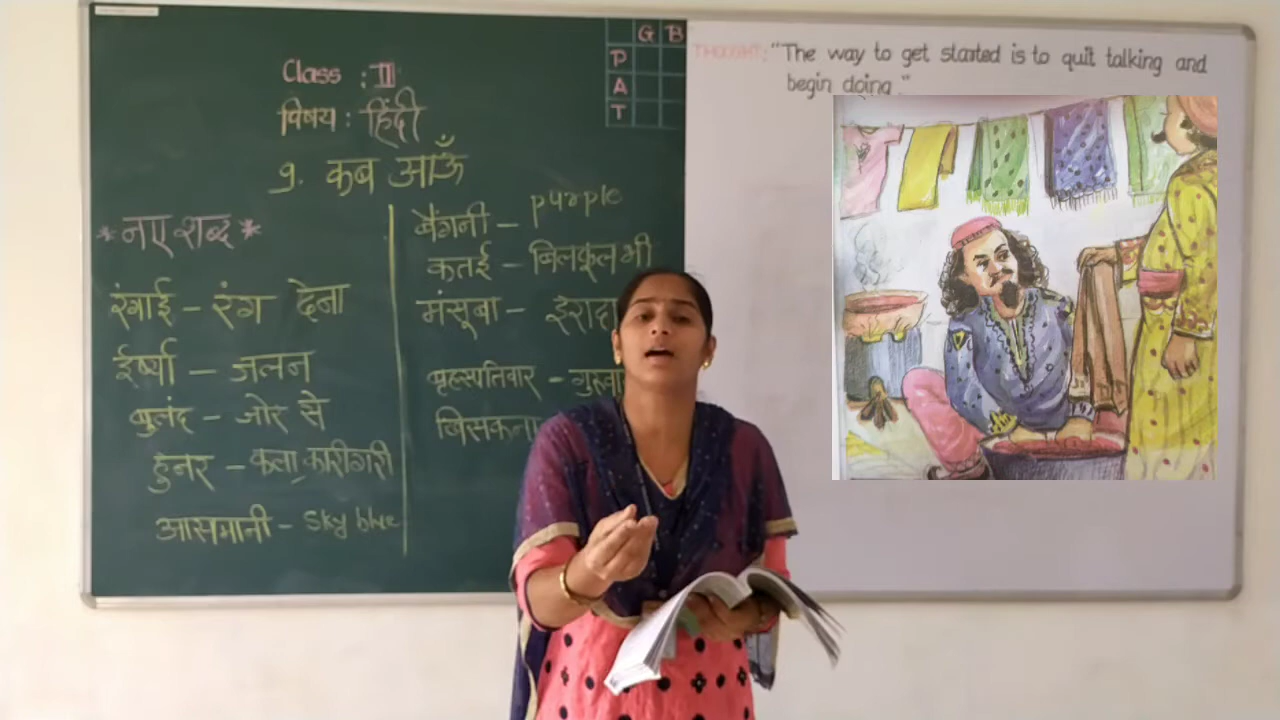 Class : III
विषय : हिंदी
9. कब आऊँ
*नए शब्द*
रंगाई – रंग देना
ईर्ष्या – जलन
बुलंद – जोर से
हुनर – कला,कारीगरी
आसमानी – Sky blue
बैंगनी – purple
कतई – बिलकूल भी
मंसूबा – इरादा
बृहस्पतिवार –
खिसकना
G B
P
A
T
THOUGHT: "The way to get started is to quit talking and
begin doing."